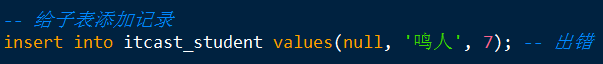 -- 给子表添加记录
insert into itcast_student values(null, '鸣人', 7); -- 出错